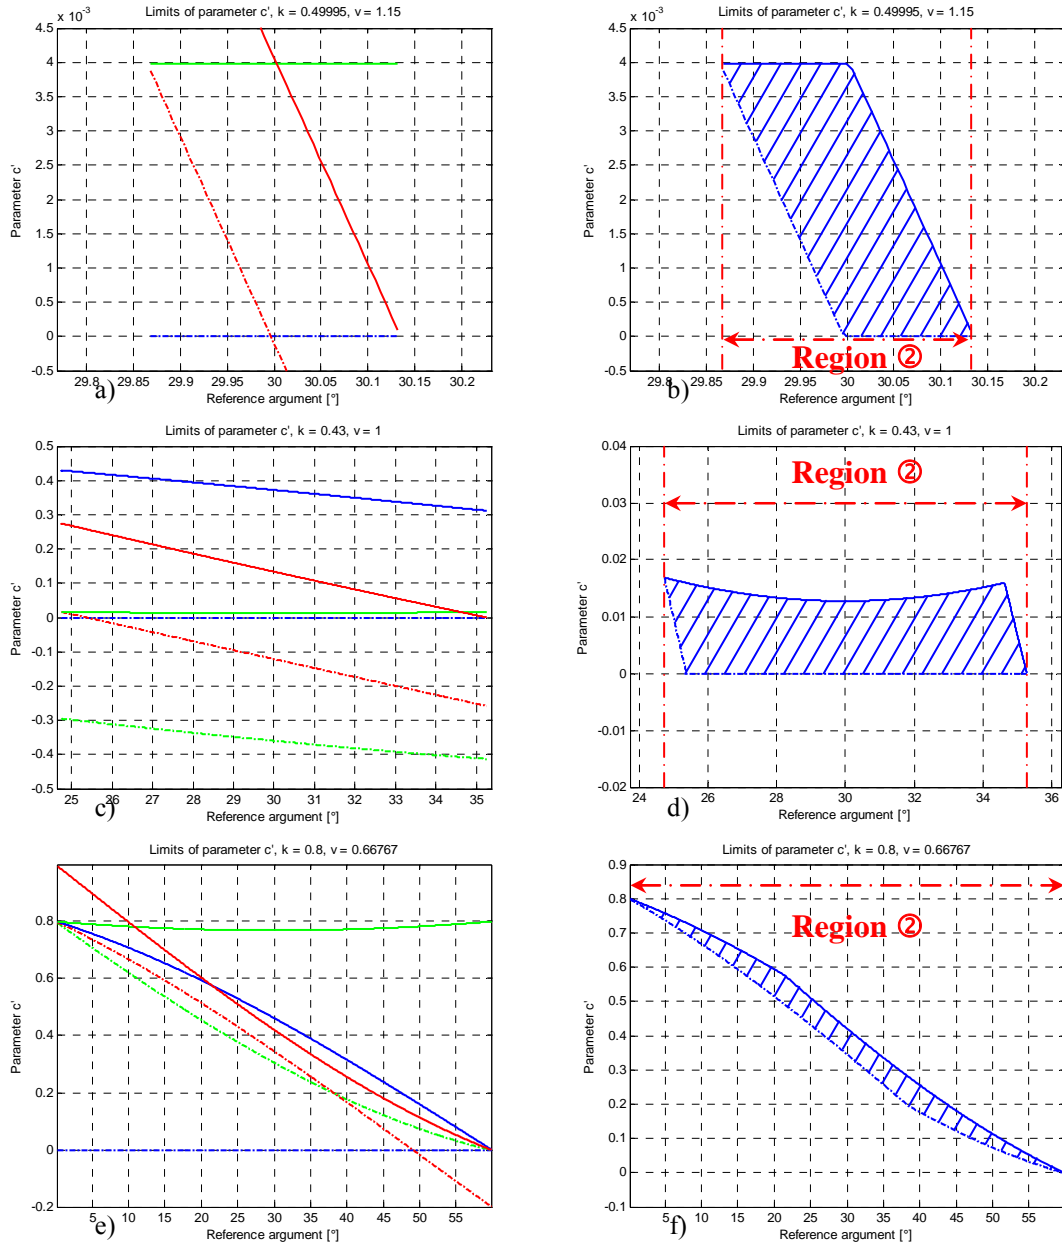 Limits of parameter c', k = 0.49995, v = 1.15
x 10⁻³
4.5
4
3.5
3
2.5
2
1.5
1
0.5
0
-0.5
Parameter c'
29.8 29.85 29.9 29.95 30 30.05 30.1 30.15 30.2
Reference argument [°]
a)
Limits of parameter c', k = 0.49995, v = 1.15
x 10⁻³
4.5
4
3.5
3
2.5
2
1.5
1
0.5
0
-0.5
Parameter c'
Region ②
29.8 29.85 29.9 29.95 30 30.05 30.1 30.15 30.2
Reference argument [°]
b)
Limits of parameter c', k = 0.43, v = 1
0.5
0.4
0.3
0.2
0.1
0
-0.1
-0.2
-0.3
-0.4
-0.5
Parameter c'
25 26 27 28 29 30 31 32 33 34 35
Reference argument [°]
c)
Limits of parameter c', k = 0.43, v = 1
0.04
0.03
0.02
0.01
0
-0.01
-0.02
Parameter c'
Region ②
24 26 28 30 32 34 36
Reference argument [°]
d)
Limits of parameter c', k = 0.8, v = 0.66767
0.8
0.6
0.4
0.2
0
-0.2
Parameter c'
5 10 15 20 25 30 35 40 45 50 55
Reference argument [°]
e)
Limits of parameter c', k = 0.8, v = 0.66767
0.9
0.8
0.7
0.6
0.5
0.4
0.3
0.2
0.1
0
-0.1
Parameter c'
Region ②
5 10 15 20 25 30 35 40 45 50 55
Reference argument [°]
f)